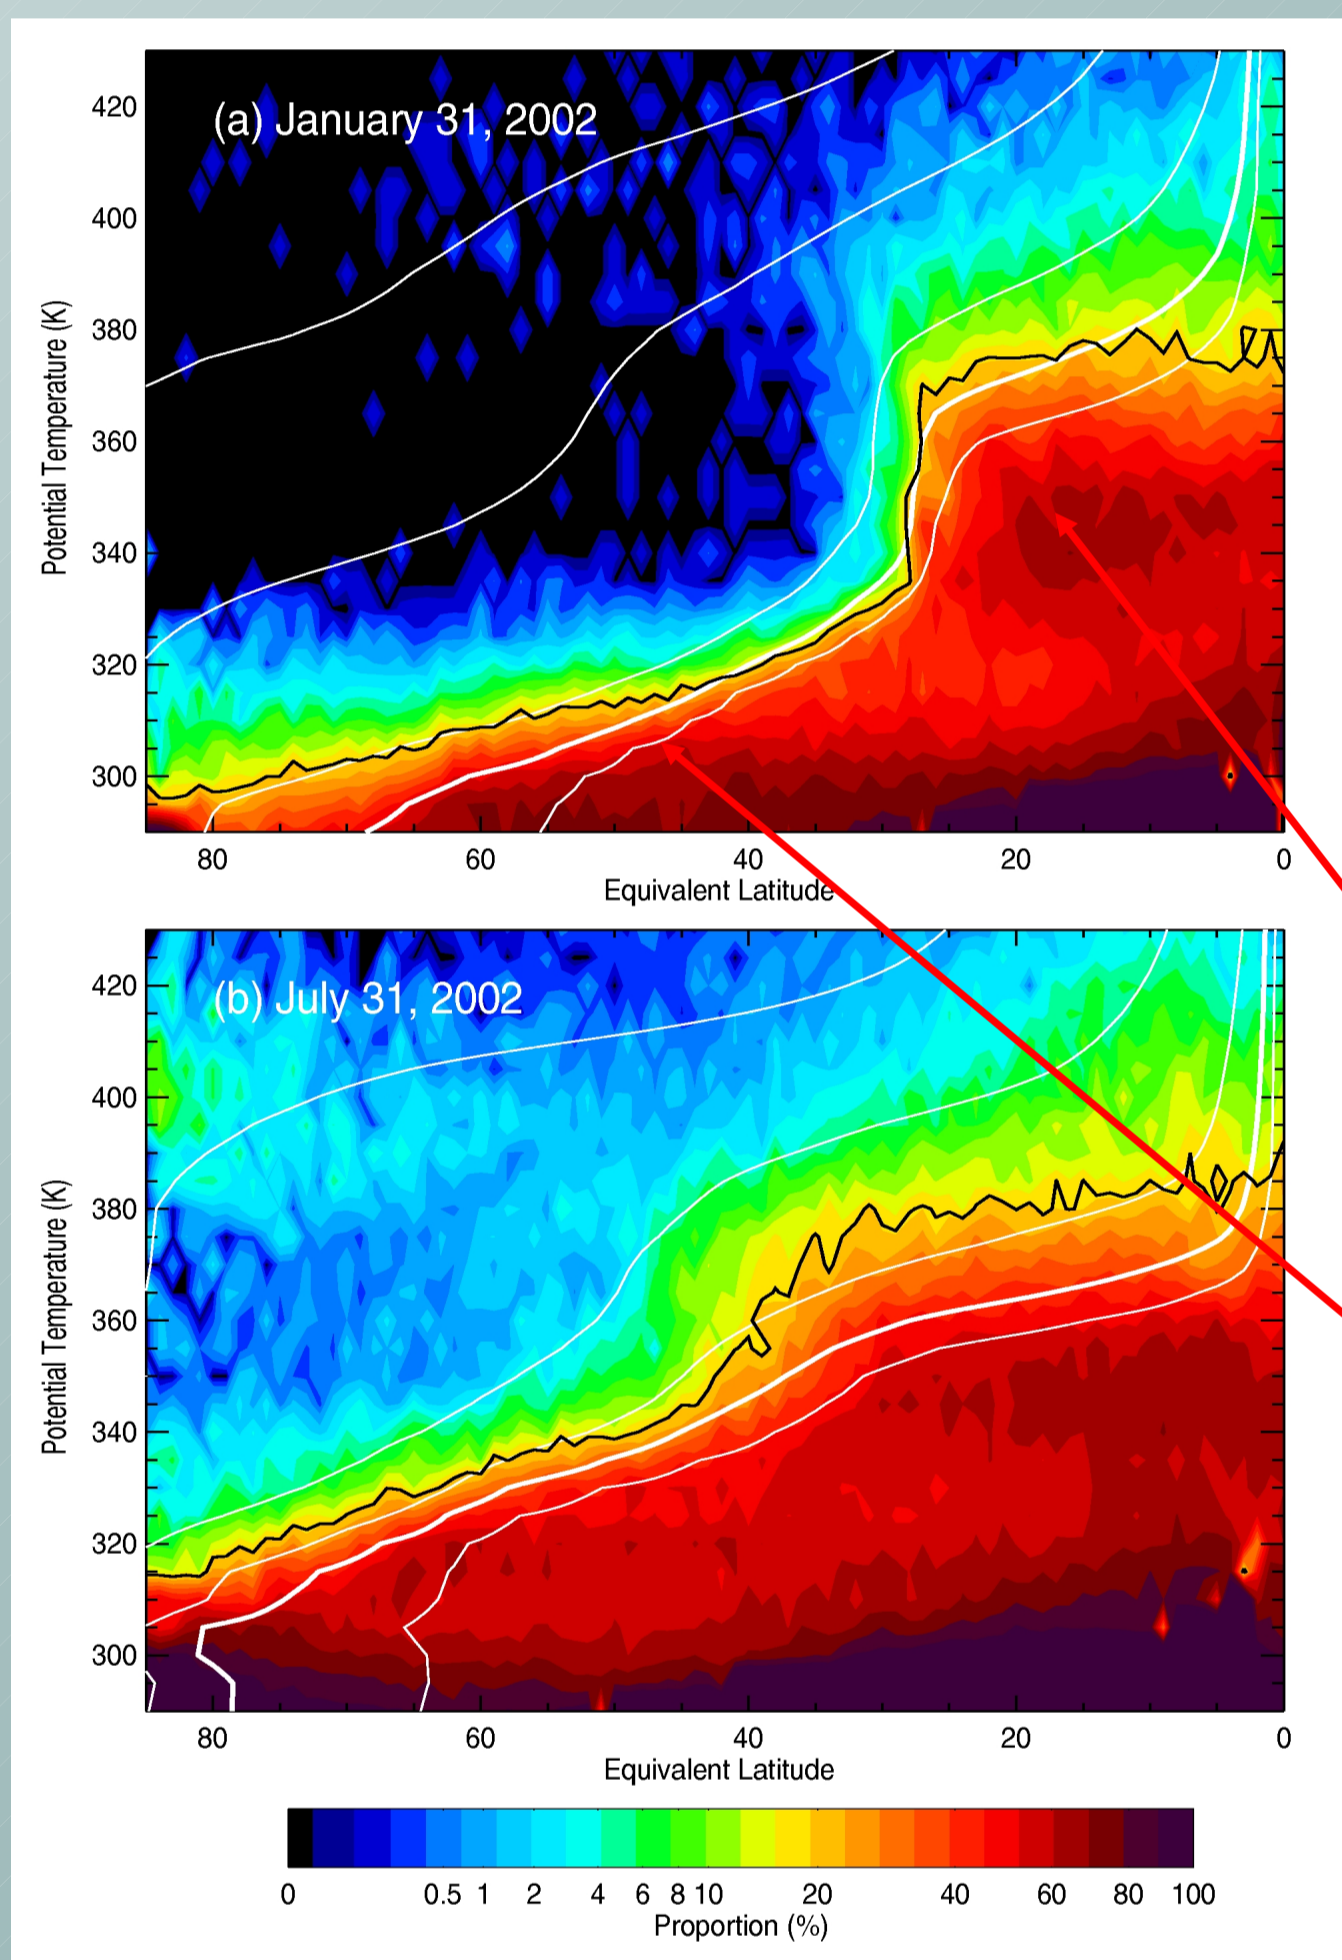 (a) January 31, 2002
420
400
380
360
340
320
300
Potential Temperature (K)
80 60 40 20 0
Equivalent Latitude
(b) July 31, 2002
420
400
380
360
340
320
300
Potential Temperature (K)
80 60 40 20 0
Equivalent Latitude
0 0.5 1 2 4 6 8 10 20 40 60 80 100
Proportion (%)